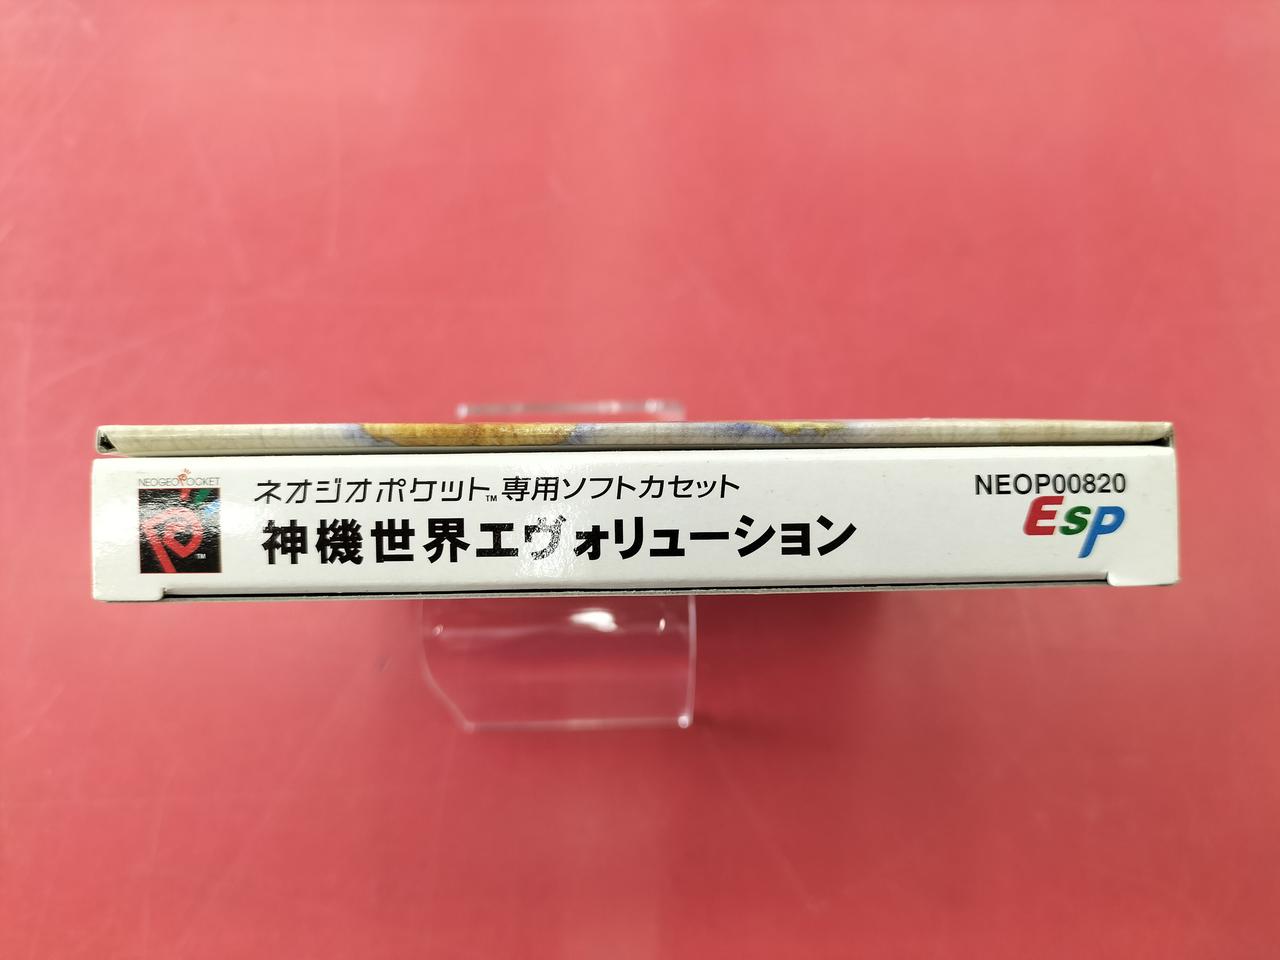 NEOGEO POCKET
ネオジオポケット™専用ソフトカセット
神機世界エヴォリューション
NEOP00820
ESP
TM